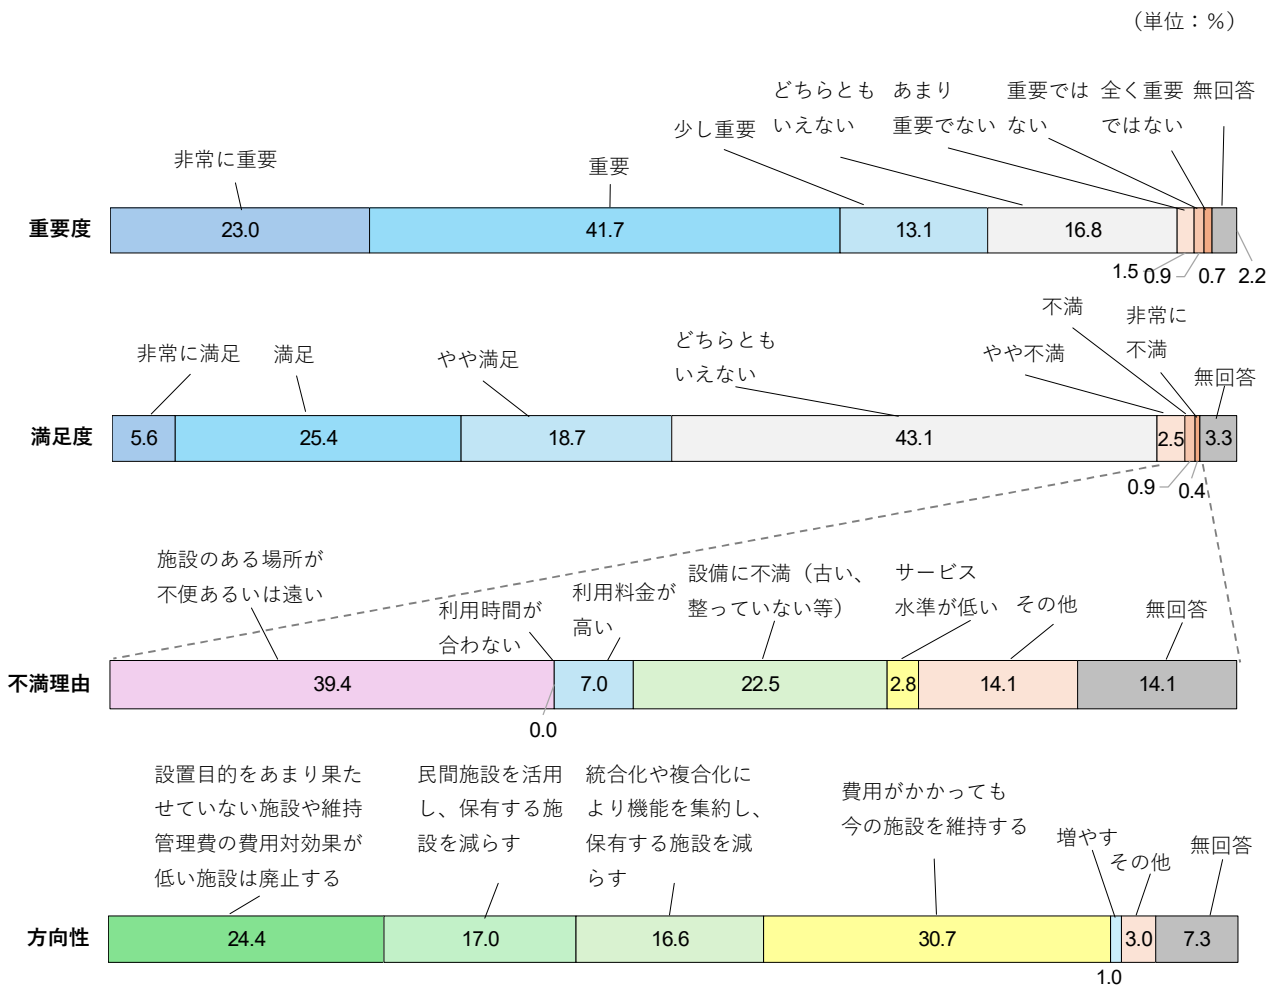 （単位：％）
どちらとも
いえない
あまり
重要でない
重要では
ない
全く重要
ではない
無回答
少し重要
非常に重要
重要
重要度
23.0
41.7
13.1
16.8
1.5
0.9
0.7
2.2
非常に満足
満足
やや満足
どちらとも
いえない
やや不満
不満
非常に
不満
無回答
満足度
5.6
25.4
18.7
43.1
2.5
3.3
0.9
0.4
施設のある場所が
不便あるいは遠い
利用時間が
合わない
利用料金が
高い
設備に不満（古い、
整っていない等）
サービス
水準が低い
その他
無回答
不満理由
39.4
7.0
22.5
2.8
14.1
14.1
0.0
設置目的をあまり果た
せていない施設や維持
管理費の費用対効果が
低い施設は廃止する
民間施設を活用
し、保有する施
設を減らす
統合化や複合化に
より機能を集約し、
保有する施設を減
らす
費用がかかっても
今の施設を維持する
増やす
その他
無回答
方向性
24.4
17.0
16.6
30.7
3.0
7.3
1.0